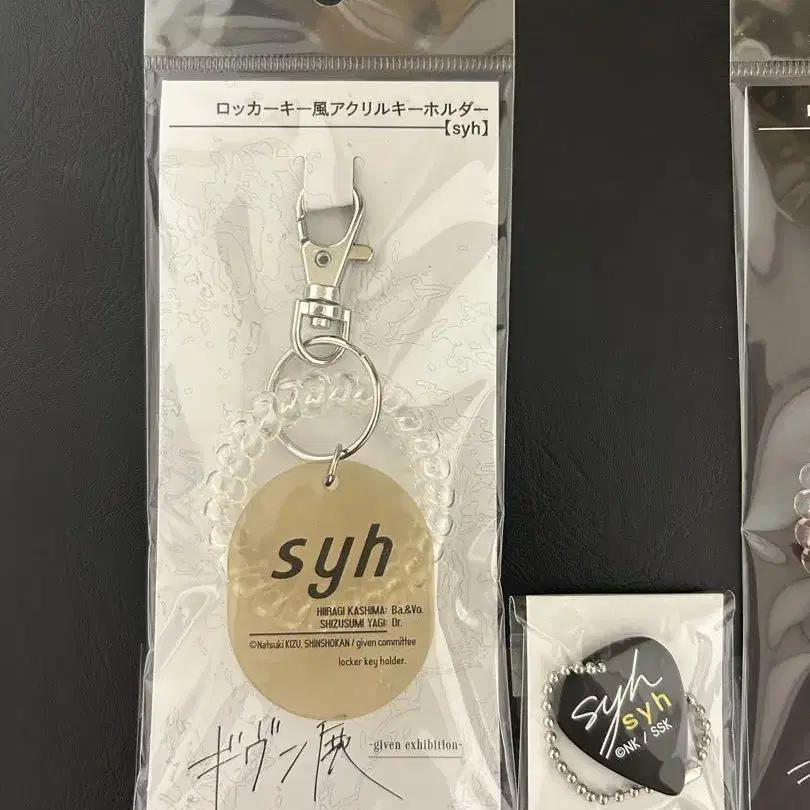 ロッカーキー風アクリルキーホルダー
【syh】
syh
HIIRAGI KASHIMA: Ba.&Vo.
SHIZUSUMI YAGI: Dr.
©Natsuki KIZU, SHINSHOKAN / given committee
locker key holder.
ギヴン展
-given exhibition-
syh
syh
©NK / SSK